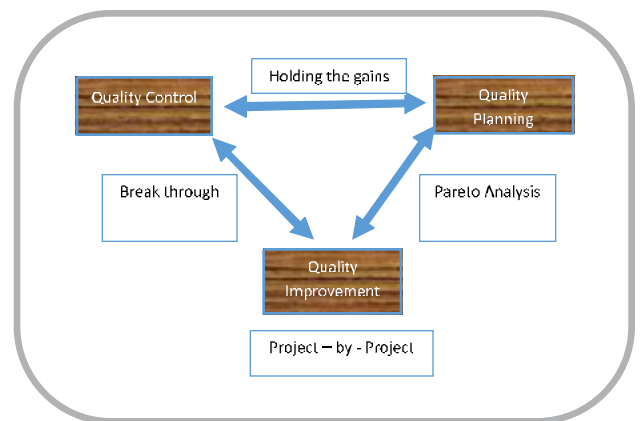 Holding the gains
Quality Control
Quality
Planning
Break through
Pareto Analysis
Quality
Improvement
Project – by - Project